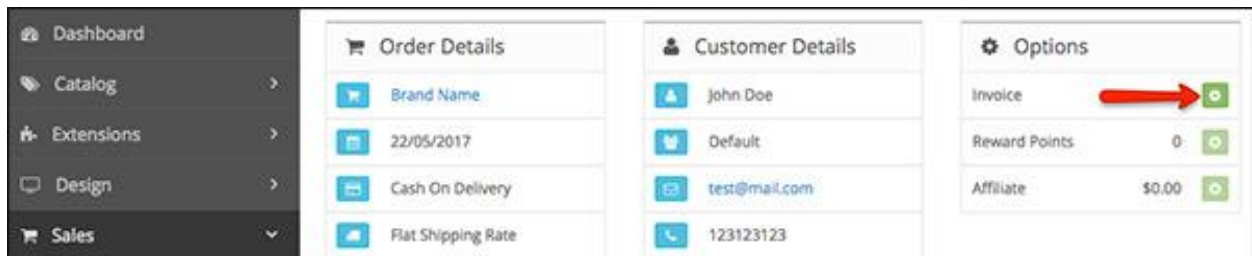 Dashboard
Catalog
Extensions
Design
Sales
Order Details
Brand Name
22/05/2017
Cash On Delivery
Flat Shipping Rate
Customer Details
John Doe
Default
test@mail.com
123123123
Options
Invoice
Reward Points 0
Affiliate $0.00